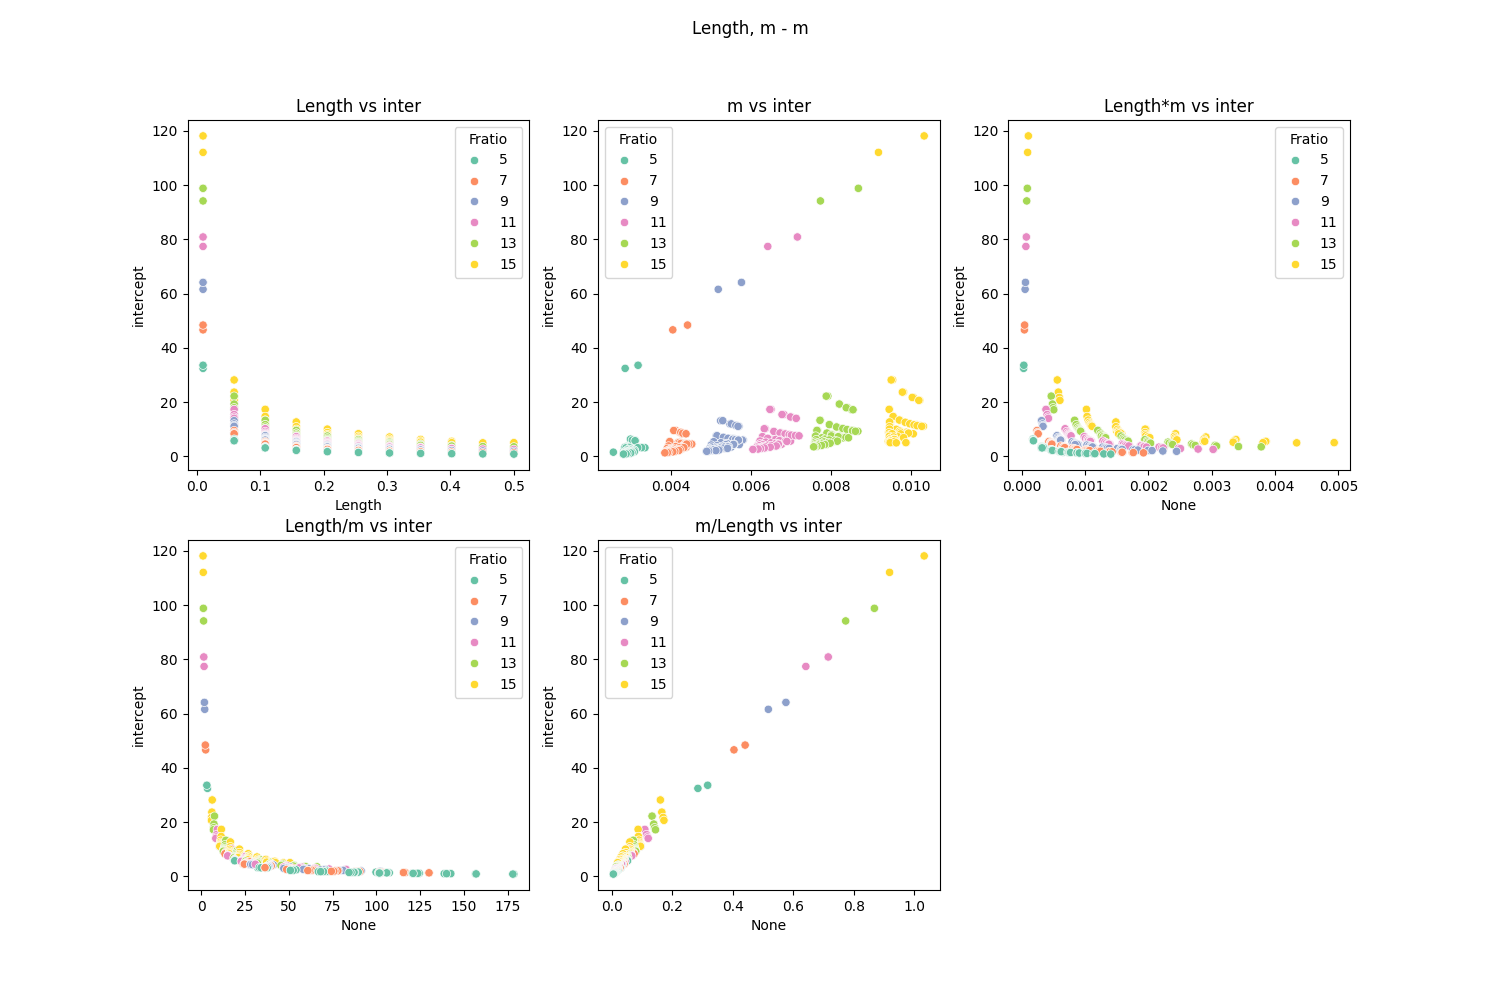 Length, m - m
Length vs inter
120
100
80
60
40
20
0
intercept
0.0 0.1 0.2 0.3 0.4 0.5
Length
Fratio
5
7
9
11
13
15
m vs inter
120
100
80
60
40
20
0
intercept
0.004 0.006 0.008 0.010
m
Fratio
5
7
9
11
13
15
Length*m vs inter
120
100
80
60
40
20
0
intercept
0.000 0.001 0.002 0.003 0.004 0.005
None
Fratio
5
7
9
11
13
15
Length/m vs inter
120
100
80
60
40
20
0
intercept
0 25 50 75 100 125 150 175
None
Fratio
5
7
9
11
13
15
m/Length vs inter
120
100
80
60
40
20
0
intercept
0.0 0.2 0.4 0.6 0.8 1.0
None
Fratio
5
7
9
11
13
15